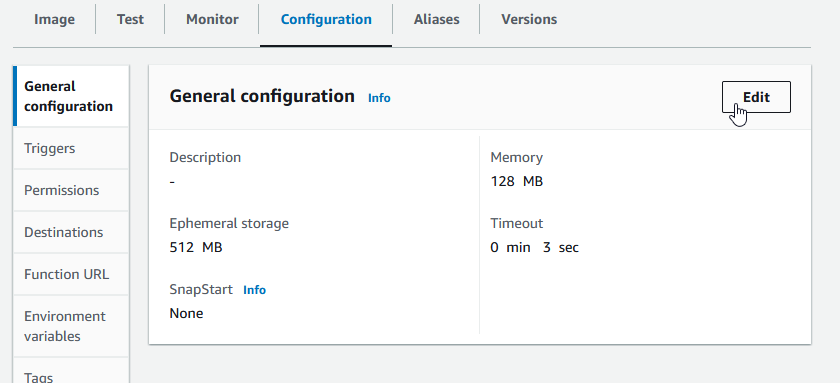 Image Test Monitor Configuration Aliases Versions
General configuration
Triggers
Permissions
Destinations
Function URL
Environment variables
Tags
General configuration Info Edit
Description
-
Ephemeral storage
512 MB
SnapStart Info
None
Memory
128 MB
Timeout
0 min 3 sec